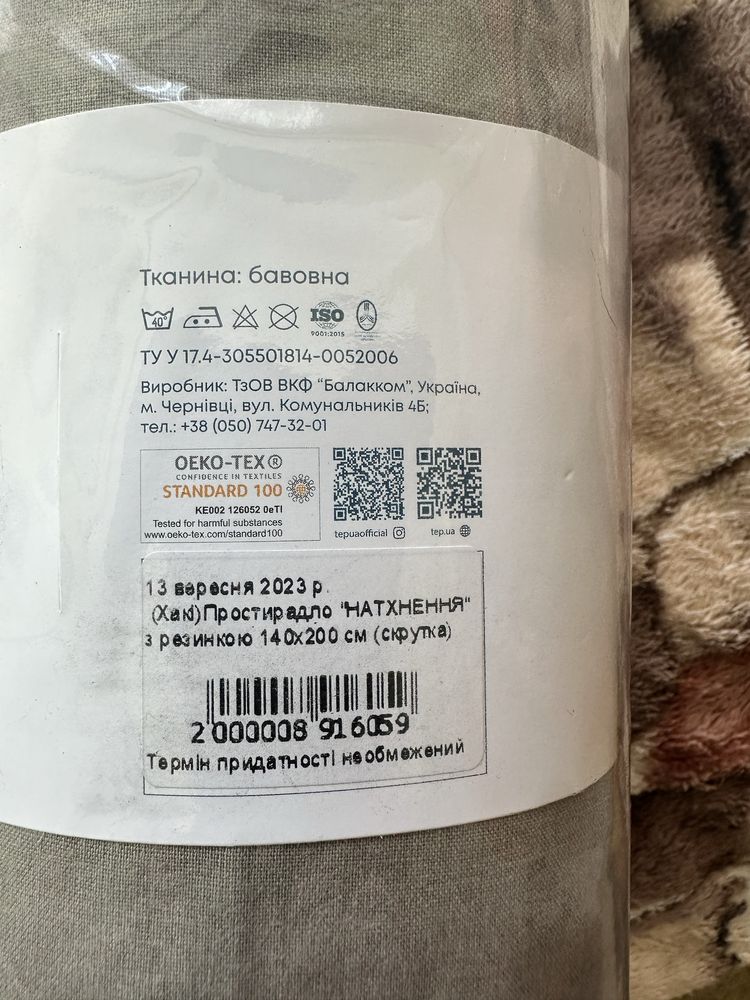 Тканина: бавовна
40°
ISO
9001:2015
ТУ У 17.4-305501814-0052006
Виробник: ТзОВ ВКФ "Балакком", Україна,
м. Чернівці, вул. Комунальників 4Б;
тел.: +38 (050) 747-32-01
OEKO-TEX®
CONFIDENCE IN TEXTILES
STANDARD 100
KE002 126052 0eTI
Tested for harmful substances
www.oeko-tex.com/standard100
tepuaofficial
tep.ua
13 вересня 2023 р.
(Хакі)Простирадло "НАТХНЕННЯ"
з резинкою 140х200 см (скрутка)
2 000008 916059
Термін придатності необмежений